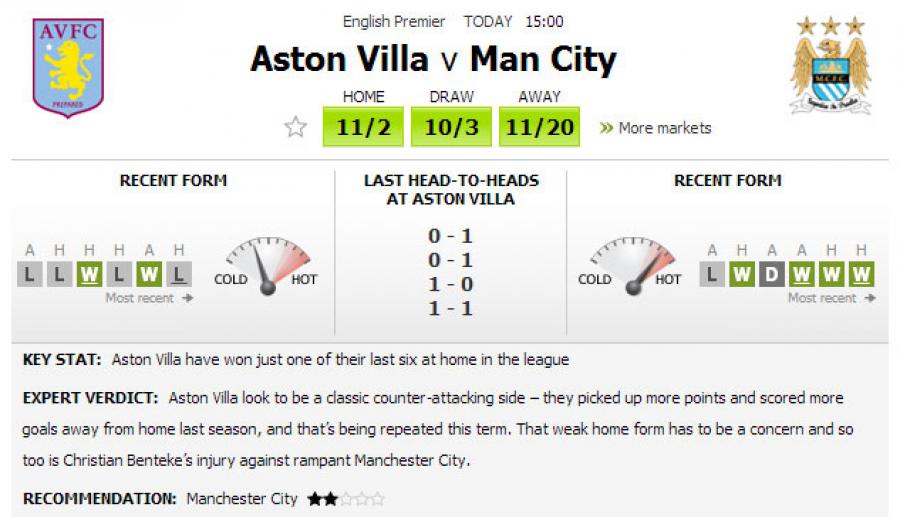 AVFC
PREPARED
English Premier TODAY 15:00
Aston Villa v Man City
M.C.F.C.
HOME DRAW AWAY
11/2 10/3 11/20 » More markets
RECENT FORM
LAST HEAD-TO-HEADS
AT ASTON VILLA
RECENT FORM
A H H H A H
L L W L W L
Most recent
COLD HOT
0 - 1
0 - 1
1 - 0
1 - 1
COLD HOT
A H A A H H
L W D W W W
Most recent
KEY STAT: Aston Villa have won just one of their last six at home in the league
EXPERT VERDICT: Aston Villa look to be a classic counter-attacking side – they picked up more points and scored more
goals away from home last season, and that's being repeated this term. That weak home form has to be a concern and so
too is Christian Benteke's injury against rampant Manchester City.
RECOMMENDATION: Manchester City